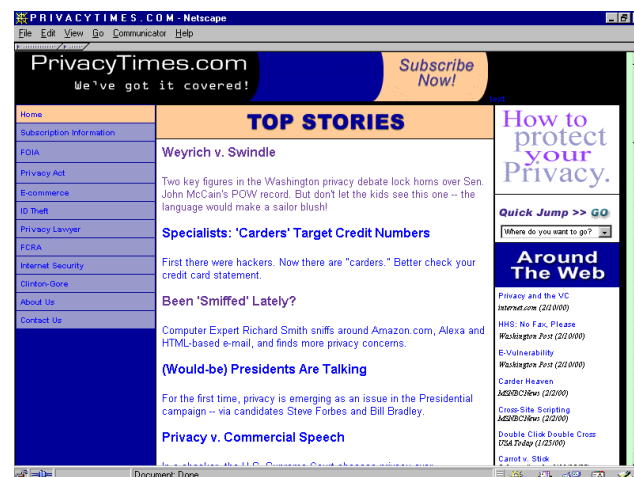 PRIVACYTIMES.COM - Netscape
File Edit View Go Communicator Help
PrivacyTimes.com
We've got it covered!
Subscribe
Now!
Home
Subscription Information
FOIA
Privacy Act
E-commerce
ID Theft
Privacy Lawyer
FCRA
Internet Security
Clinton-Gore
About Us
Contact Us
TOP STORIES
Weyrich v. Swindle
Two key figures in the Washington privacy debate lock horns over Sen.
John McCain's POW record. But don't let the kids see this one -- the
language would make a sailor blush!
Specialists: 'Carders' Target Credit Numbers
First there were hackers. Now there are "carders." Better check your
credit card statement.
Been 'Smiffed' Lately?
Computer Expert Richard Smith sniffs around Amazon.com, Alexa and
HTML-based e-mail, and finds more privacy concerns.
(Would-be) Presidents Are Talking
For the first time, privacy is emerging as an issue in the Presidential
campaign -- via candidates Steve Forbes and Bill Bradley.
Privacy v. Commercial Speech
How to
protect
your
Privacy.
Quick Jump >> GO
Where do you want to go?
Around
The Web
Privacy and the VC
internet.com (2/10/00)
HHS: No Fax, Please
Washington Post (2/10/00)
E-Vulnerability
Washington Post (2/10/00)
Carder Heaven
MSNBC News (2/2/00)
Cross-Site Scripting
MSNBC News (2/2/00)
Double Click Double Cross
USA Today (1/25/00)
Carrot v. Stick
Document: Done